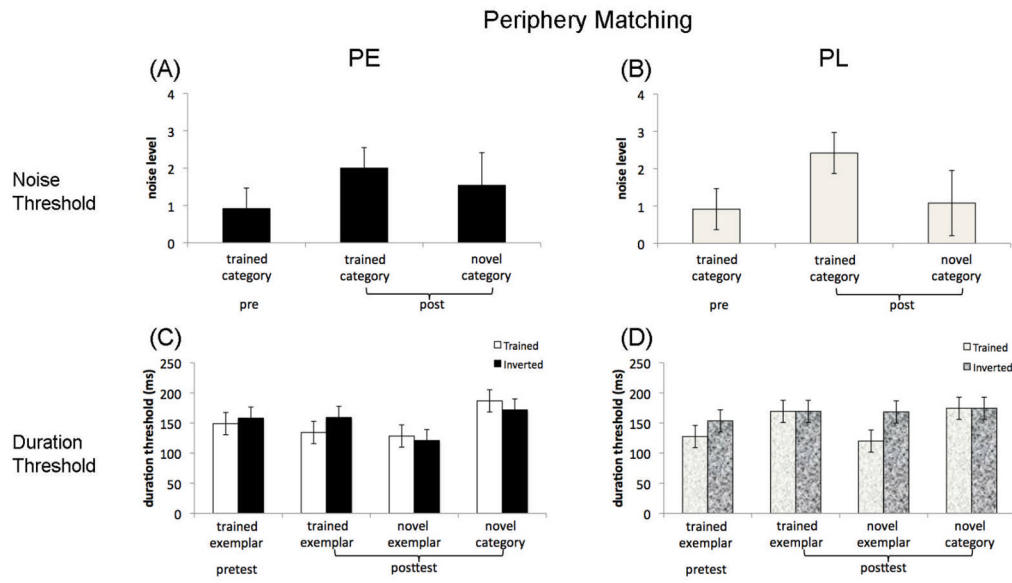 Periphery Matching
(A)
PE
noise level
4
3
2
1
0
trained
category
trained
category
novel
category
pre
post
(B)
PL
noise level
4
3
2
1
0
trained
category
trained
category
novel
category
pre
post
Noise
Threshold
(C)
Trained
Inverted
duration threshold (ms)
250
200
150
100
50
0
trained
exemplar
trained
exemplar
novel
exemplar
novel
category
pretest
posttest
(D)
Trained
Inverted
duration threshold (ms)
250
200
150
100
50
0
trained
exemplar
trained
exemplar
novel
exemplar
novel
category
pretest
posttest
Duration
Threshold